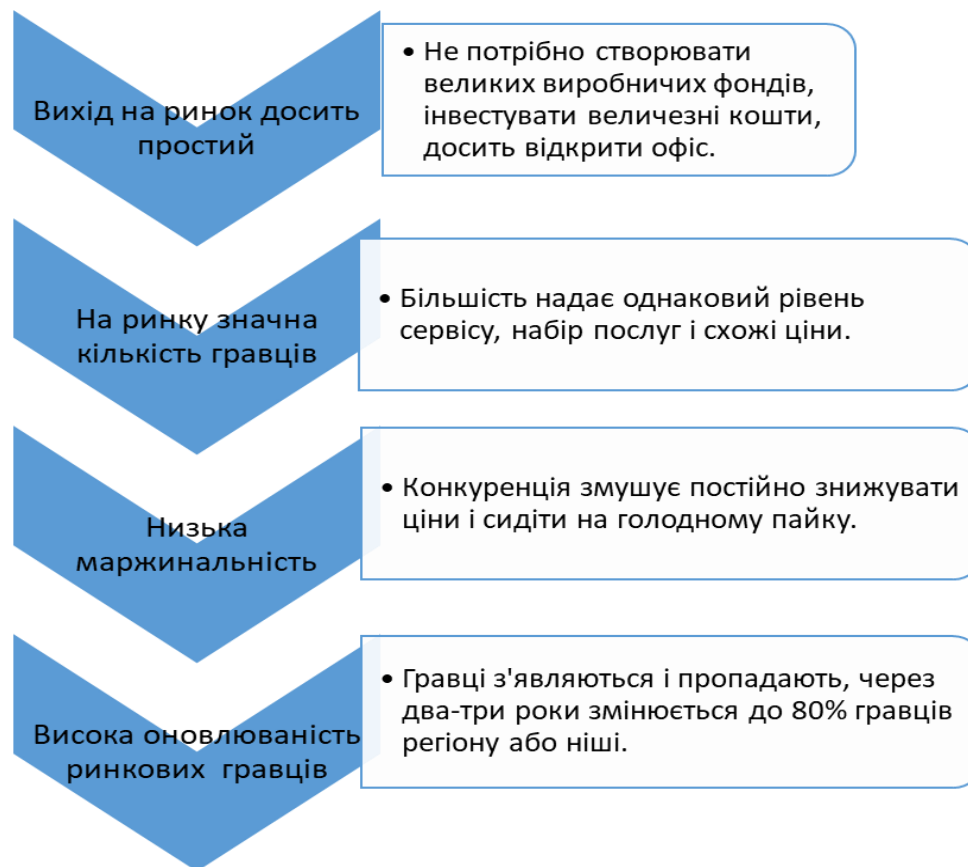 Вихід на ринок досить
простий
• Не потрібно створювати
великих виробничих фондів,
інвестувати величезні кошти,
досить відкрити офіс.
На ринку значна
кількість гравців
• Більшість надає однаковий рівень
сервісу, набір послуг і схожі ціни.
Низька
маржинальність
• Конкуренція змушує постійно знижувати
ціни і сидіти на голодному пайку.
Висока оновлюваність
ринкових гравців
• Гравці з'являються і пропадають, через
два-три роки змінюється до 80% гравців
регіону або ніші.